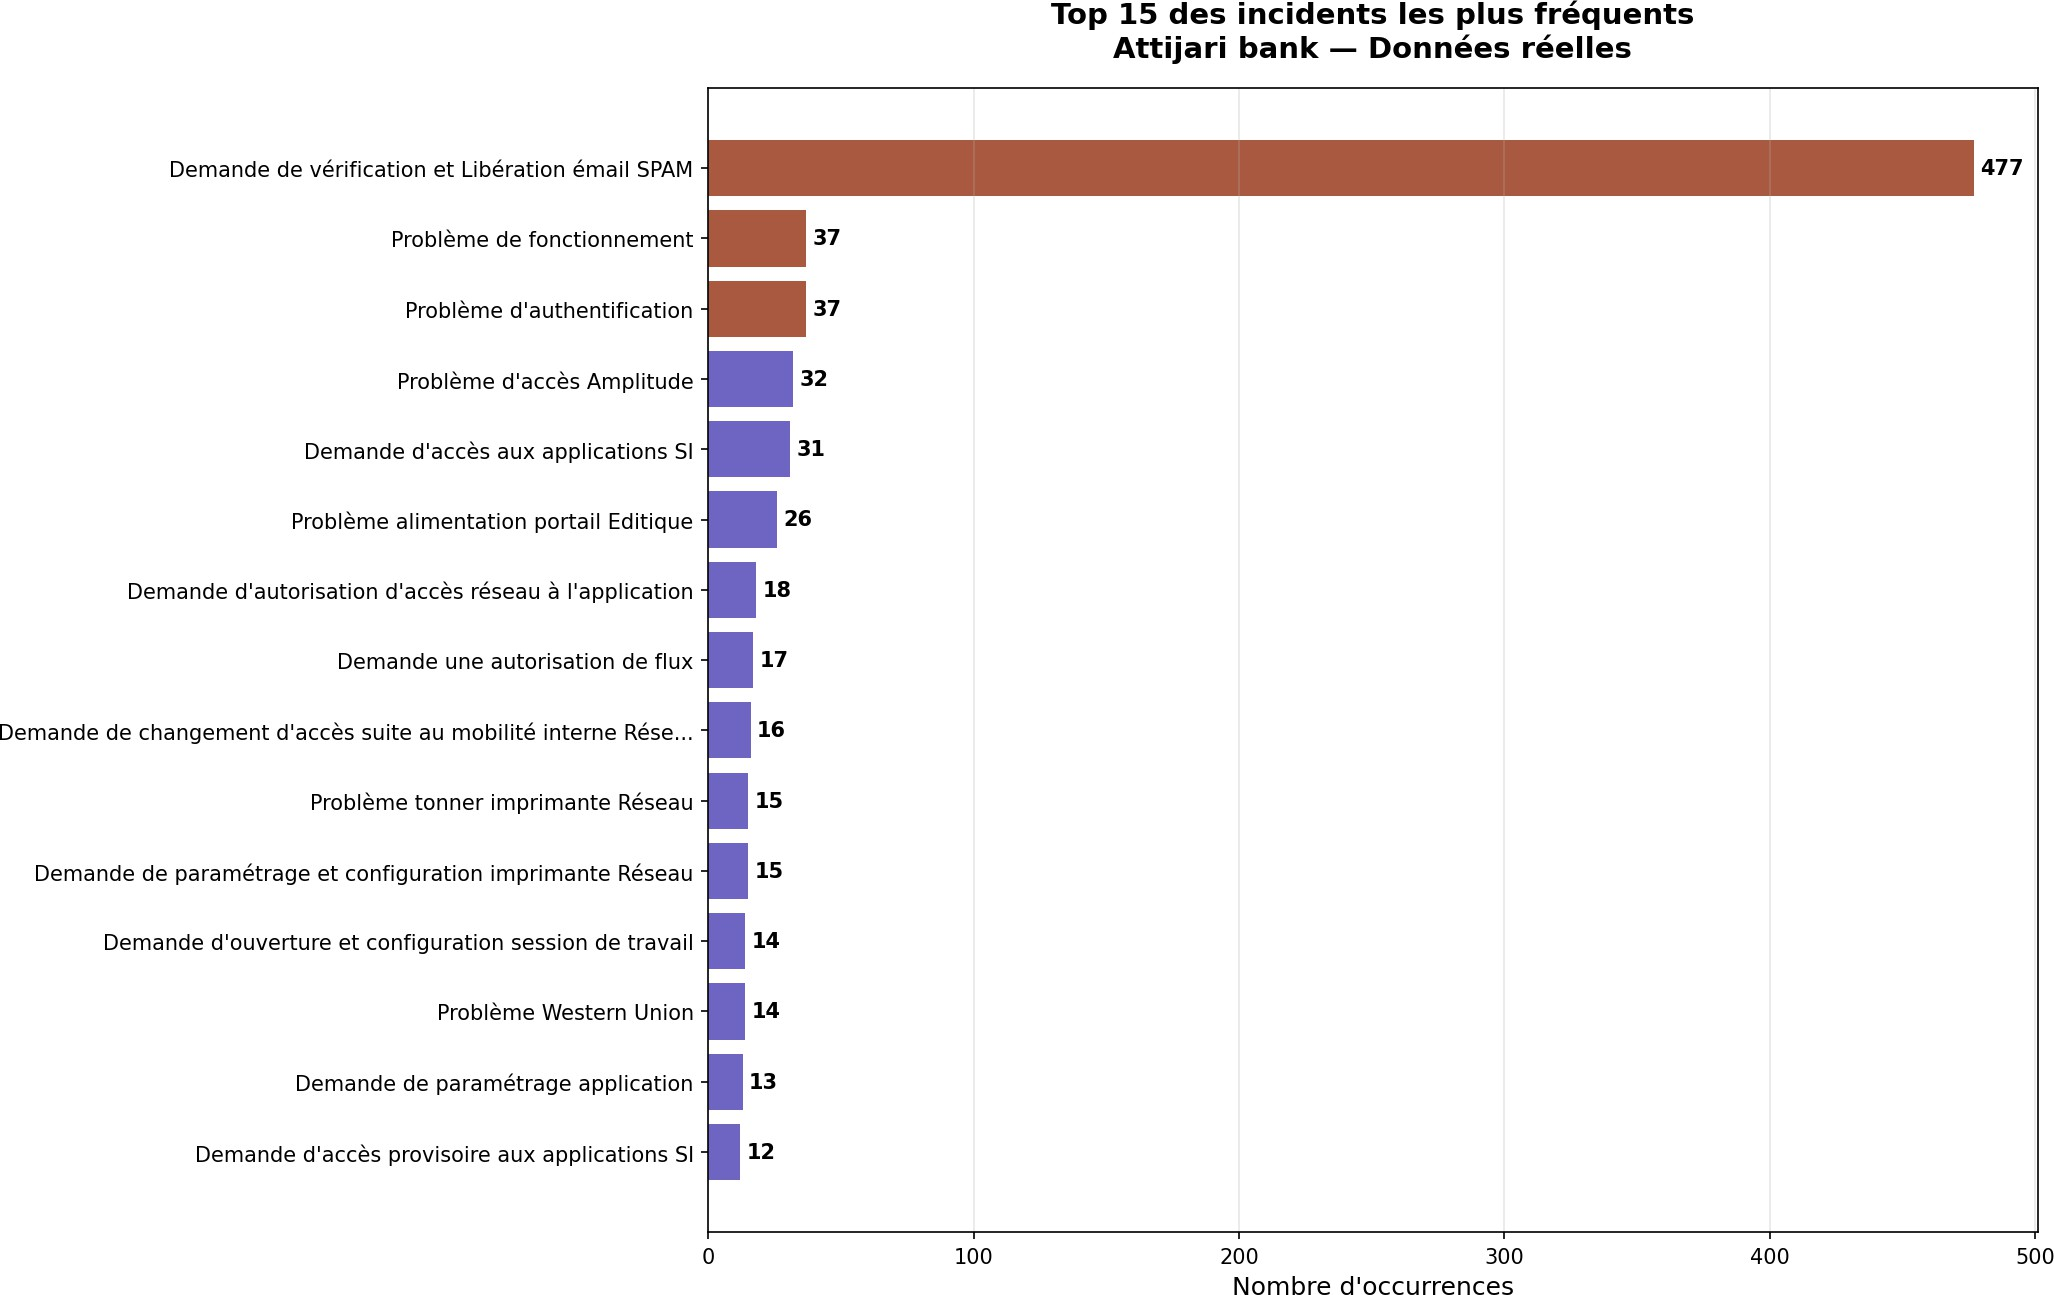 Top 15 des incidents les plus fréquents
Attijari bank — Données réelles
Demande de vérification et Libération émail SPAM 477
Problème de fonctionnement 37
Problème d'authentification 37
Problème d'accès Amplitude 32
Demande d'accès aux applications SI 31
Problème alimentation portail Editique 26
Demande d'autorisation d'accès réseau à l'application 18
Demande une autorisation de flux 17
Demande de changement d'accès suite au mobilité interne Rése... 16
Problème tonner imprimante Réseau 15
Demande de paramétrage et configuration imprimante Réseau 15
Demande d'ouverture et configuration session de travail 14
Problème Western Union 14
Demande de paramétrage application 13
Demande d'accès provisoire aux applications SI 12
0 100 200 300 400 500
Nombre d'occurrences